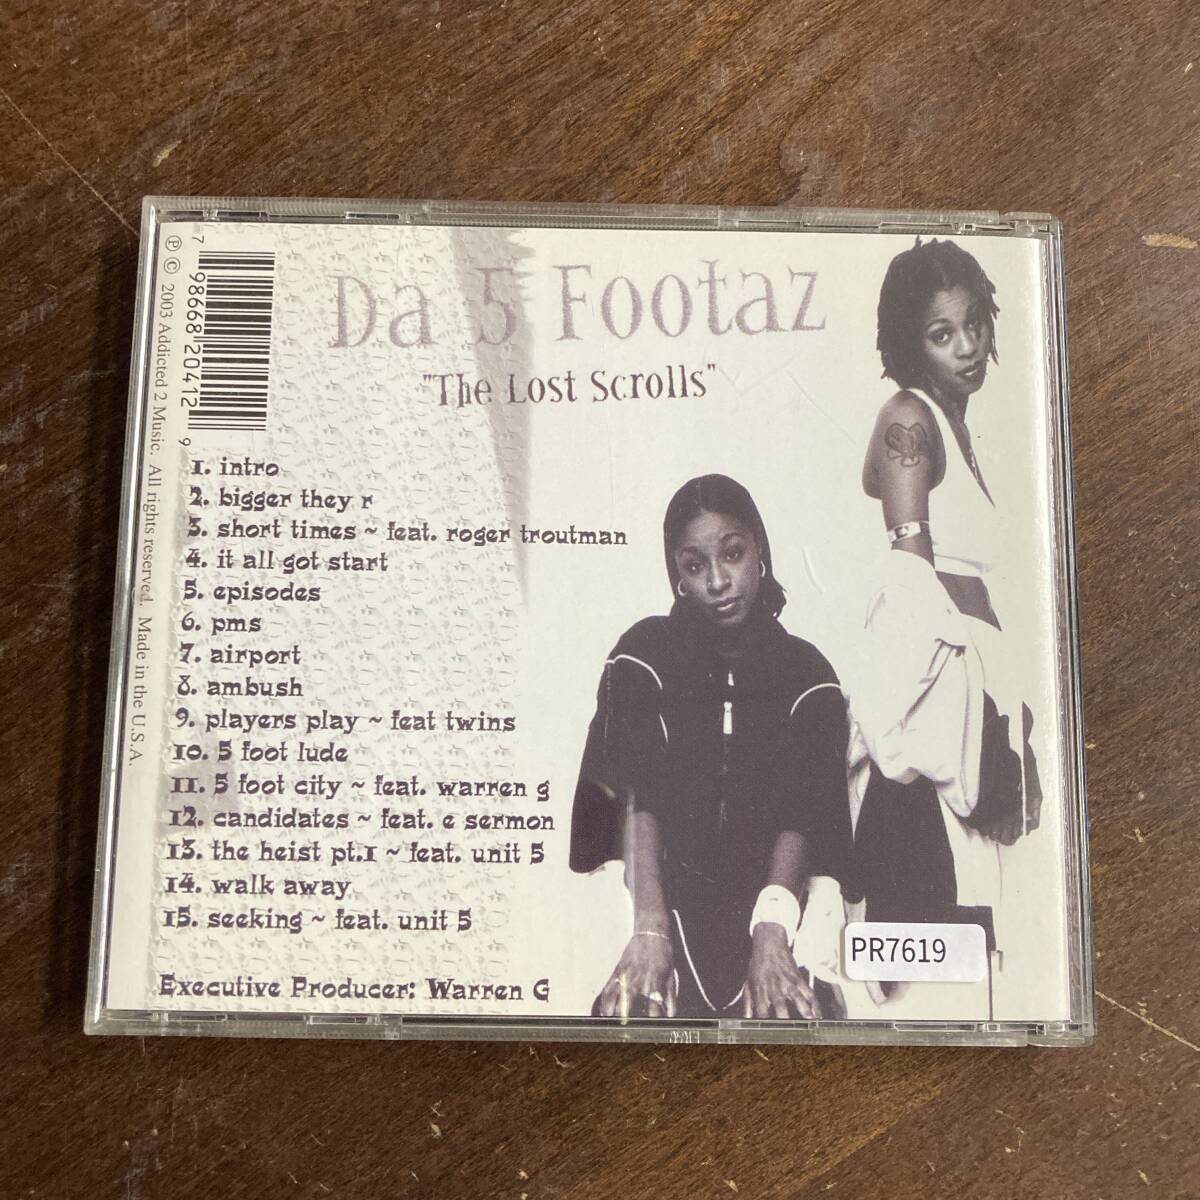 Da 5 Footaz
"The Lost Scrolls"
1. intro
2. bigger they r
3. short times ~ feat. roger troutman
4. it all got start
5. episodes
6. pms
7. airport
8. ambush
9. players play ~ feat twins
10. 5 foot lude
11. 5 foot city ~ feat. warren g
12. candidates ~ feat. e sermon
13. the heist pt.1 ~ feat. unit 5
14. walk away
15. seeking ~ feat. unit 5
Executive Producer: Warren G
7 98668 20412 9
℗ © 2003 Addicted 2 Music. All rights reserved. Made in the U.S.A.
PR7619